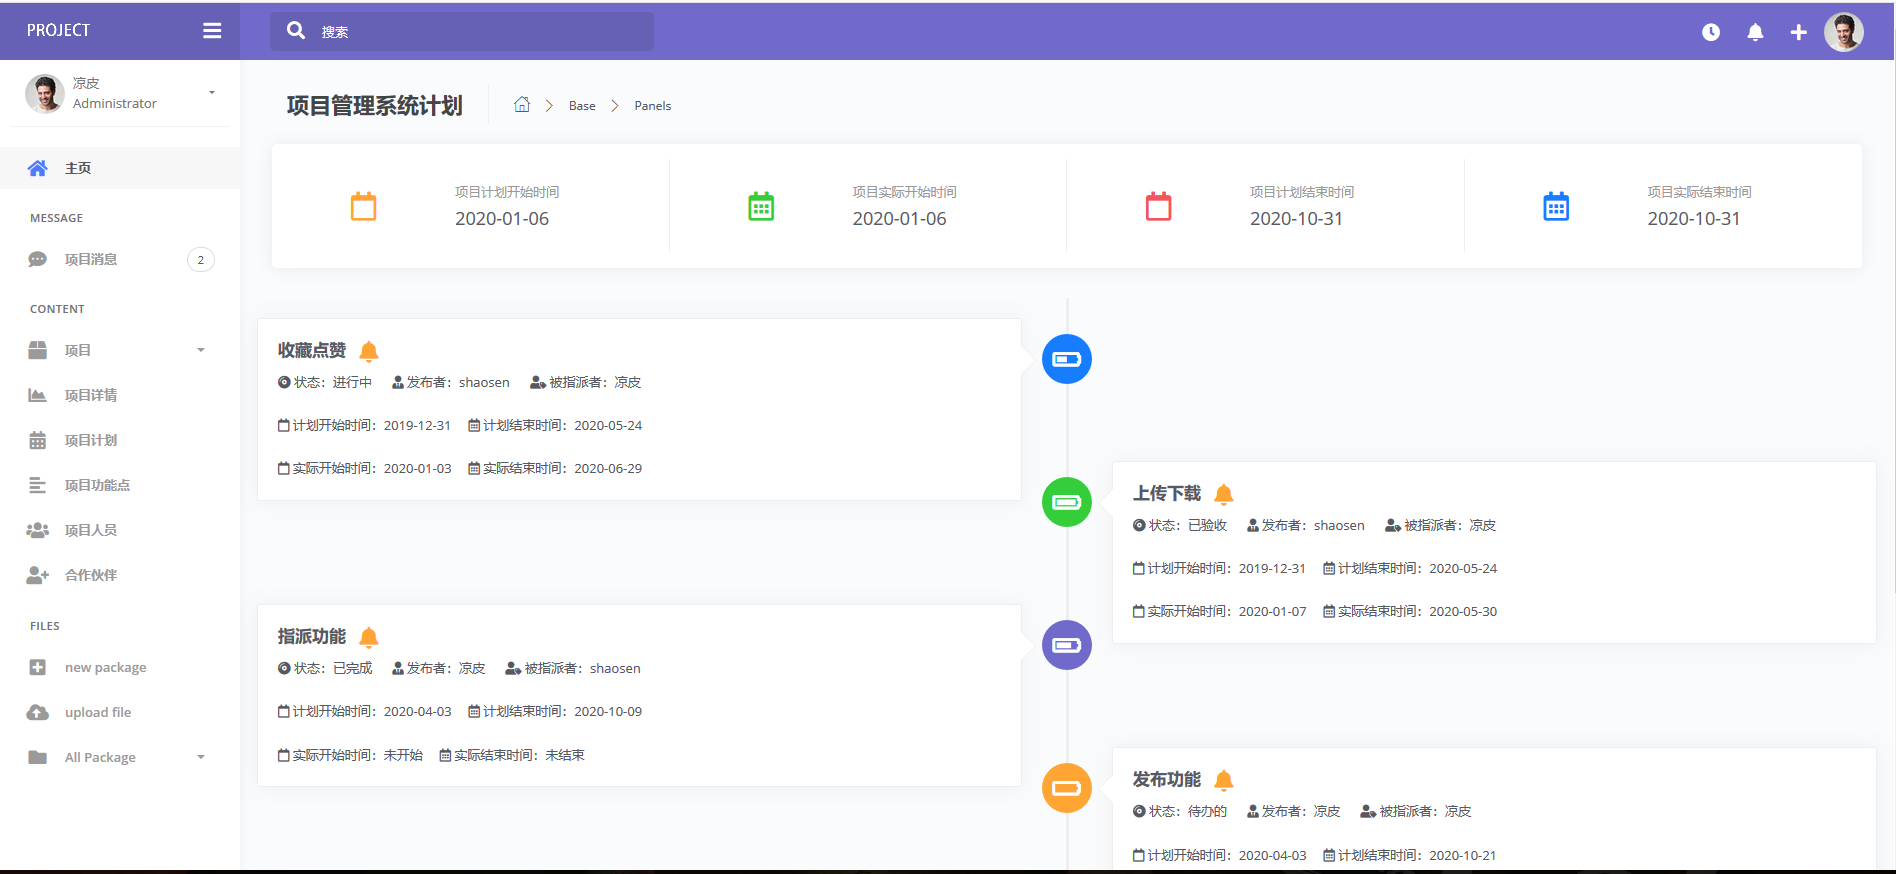 PROJECT
搜索
凉皮
Administrator
主页
MESSAGE
项目消息
2
CONTENT
项目
项目详情
项目计划
项目功能点
项目人员
合作伙伴
FILES
new package
upload file
All Package
项目管理系统计划
Base
Panels
项目计划开始时间
2020-01-06
项目实际开始时间
2020-01-06
项目计划结束时间
2020-10-31
项目实际结束时间
2020-10-31
收藏点赞
状态：进行中 发布者：shaosen 被指派者：凉皮
计划开始时间：2019-12-31 计划结束时间：2020-05-24
实际开始时间：2020-01-03 实际结束时间：2020-06-29
上传下载
状态：已验收 发布者：shaosen 被指派者：凉皮
计划开始时间：2019-12-31 计划结束时间：2020-05-24
实际开始时间：2020-01-07 实际结束时间：2020-05-30
指派功能
状态：已完成 发布者：凉皮 被指派者：shaosen
计划开始时间：2020-04-03 计划结束时间：2020-10-09
实际开始时间：未开始 实际结束时间：未结束
发布功能
状态：待办的 发布者：凉皮 被指派者：凉皮
计划开始时间：2020-04-03 计划结束时间：2020-10-21